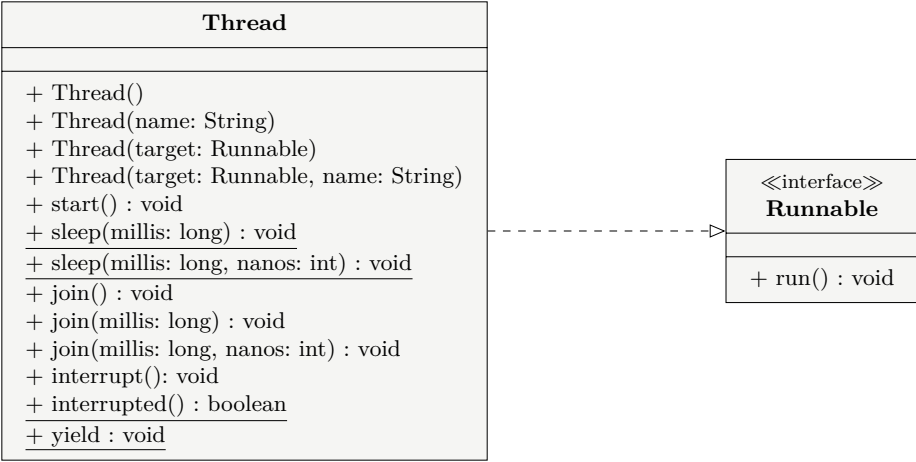 Thread
+ Thread()
+ Thread(name: String)
+ Thread(target: Runnable)
+ Thread(target: Runnable, name: String)
+ start() : void
+ sleep(millis: long) : void
+ sleep(millis: long, nanos: int) : void
+ join() : void
+ join(millis: long) : void
+ join(millis: long, nanos: int) : void
+ interrupt(): void
+ interrupted() : boolean
+ yield : void
≪interface≫
Runnable
+ run() : void